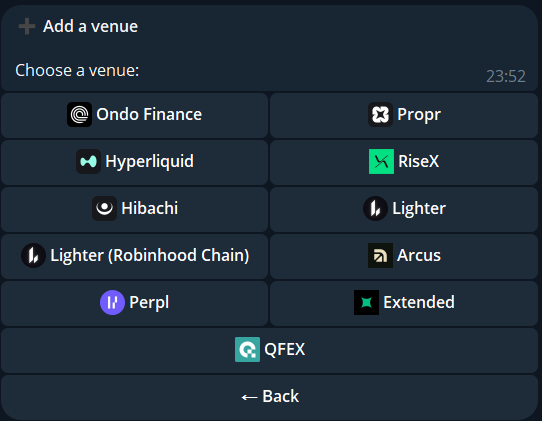 ➕ Add a venue
Choose a venue:
23:52
Ondo Finance
Propr
Hyperliquid
RiseX
Hibachi
Lighter
Lighter (Robinhood Chain)
Arcus
Perpl
Extended
QFEX
← Back